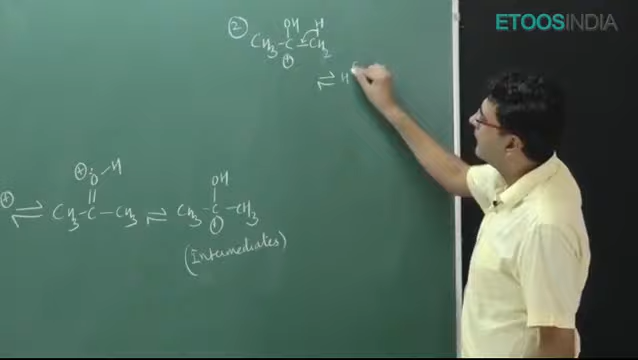 ETOOSINDIA
②
OH H
CH₃-C-CH₂
⊕
⇌ H
⊕ O-H
⊕ ⇌ CH₃-C-CH₃ ⇌
OH
CH₃-C-CH₃
⊕
(Intermediates)